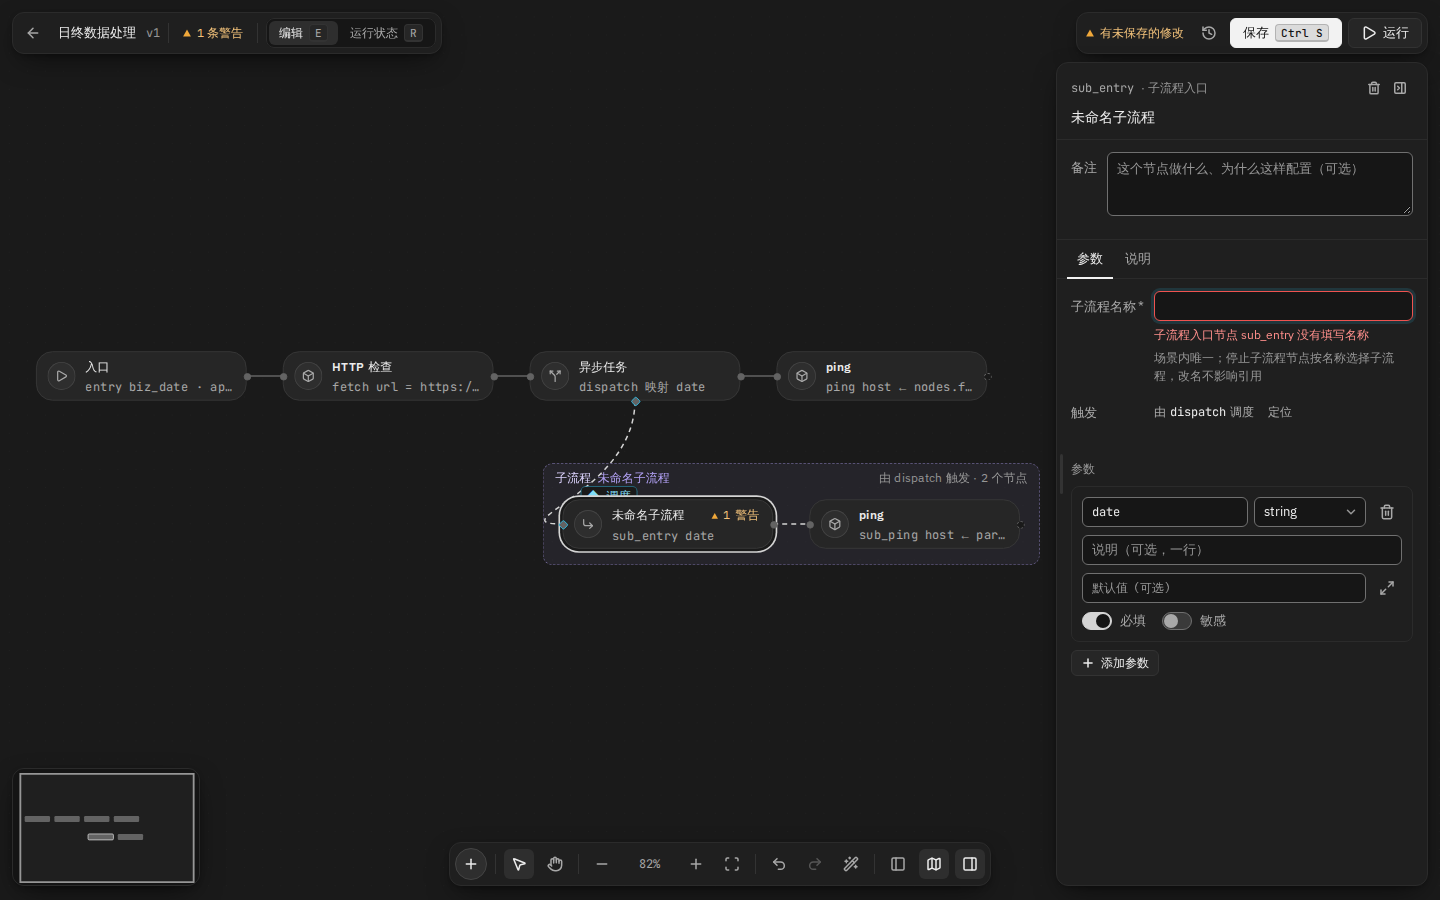 日终数据处理 v1
1 条警告
编辑 E
运行状态 R
有未保存的修改
保存 Ctrl S
运行
sub_entry · 子流程入口
未命名子流程
备注
这个节点做什么、为什么这样配置（可选）
参数
说明
子流程名称 *
子流程入口节点 sub_entry 没有填写名称
场景内唯一；停止子流程节点按名称选择子流
程，改名不影响引用
触发
由 dispatch 调度
定位
参数
date
string
说明（可选，一行）
默认值（可选）
必填
敏感
添加参数
入口
entry biz_date · ap…
HTTP 检查
fetch url = https:/…
异步任务
dispatch 映射 date
ping
ping host ← nodes.f…
子流程 · 未命名子流程
由 dispatch 触发 · 2 个节点
调度
未命名子流程
1 警告
sub_entry date
ping
sub_ping host ← par…
82%